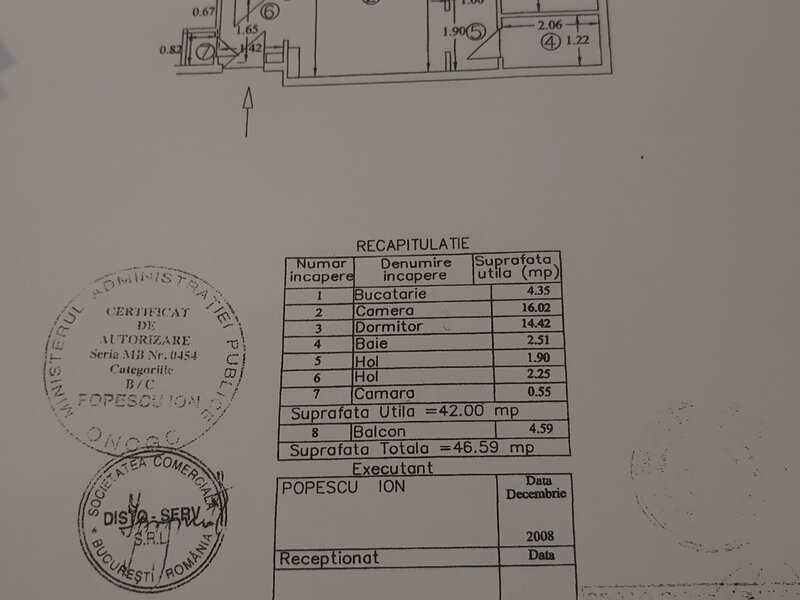 0.67
⑥
1.65
0.82
⑦
1.42
1.90
⑤
2.06
④
1.22
RECAPITULATIE
Numar incapere Denumire incapere Suprafata utila (mp)
1 Bucatarie 4.35
2 Camera 16.02
3 Dormitor 14.42
4 Baie 2.51
5 Hol 1.90
6 Hol 2.25
7 Camara 0.55
Suprafata Utila =42.00 mp
8 Balcon 4.59
Suprafata Totala =46.59 mp
Executant
POPESCU ION
Data
Decembrie
2008
Receptionat Data
MINISTERUL ADMINISTRAŢIEI PUBLICE
CERTIFICAT
DE
AUTORIZARE
Seria MB Nr. 0454
Categoriile
B / C
POPESCU ION
ONCGC
SOCIETATEA COMERCIALA
DISTO-SERV
S.R.L
* BUCUREŞTI - ROMÂNIA *